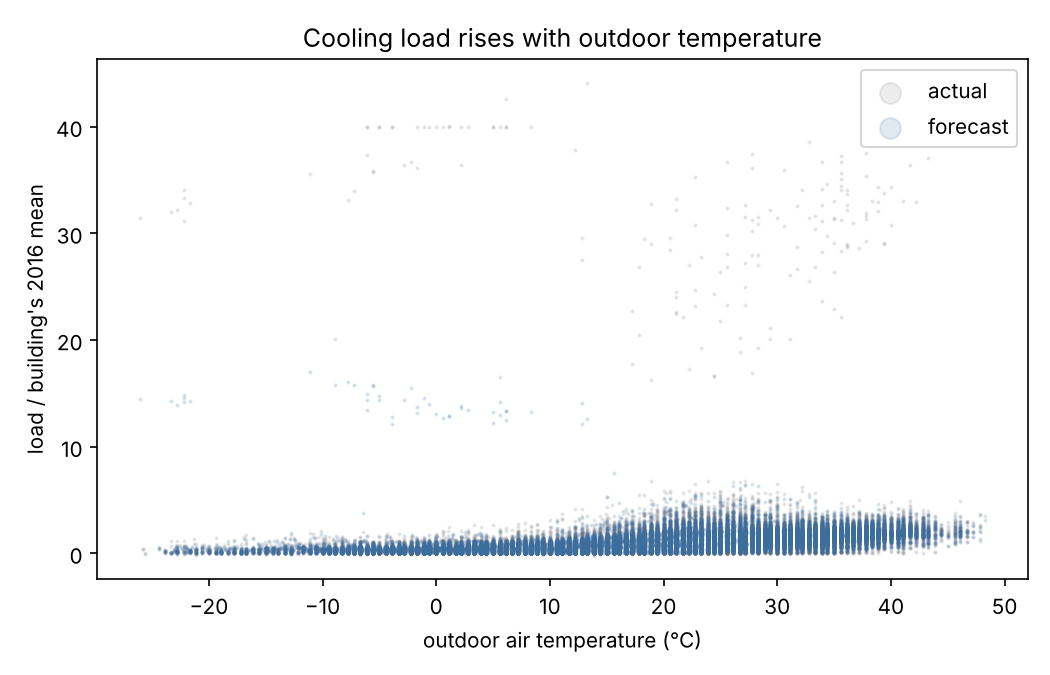 Cooling load rises with outdoor temperature
actual
forecast
load / building's 2016 mean
40
30
20
10
0
−20
−10
0
10
20
30
40
50
outdoor air temperature (°C)